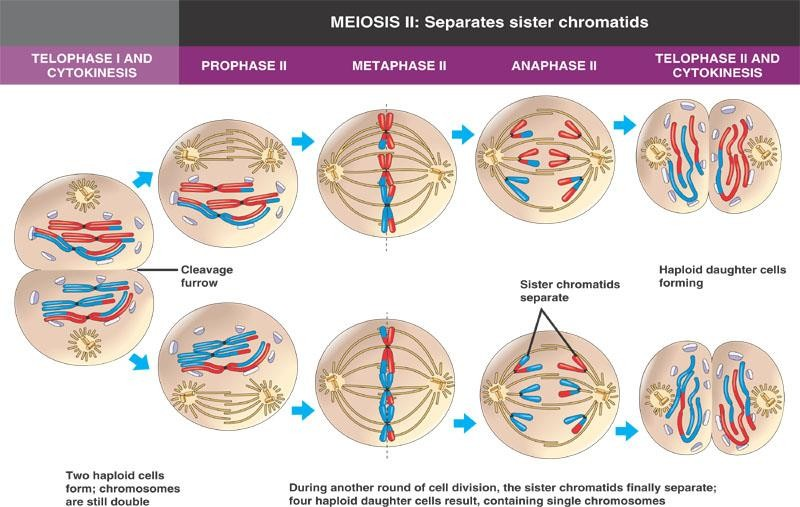 MEIOSIS II: Separates sister chromatids
TELOPHASE I AND
CYTOKINESIS
PROPHASE II
METAPHASE II
ANAPHASE II
TELOPHASE II AND
CYTOKINESIS
Cleavage
furrow
Sister chromatids
separate
Haploid daughter cells
forming
Two haploid cells
form; chromosomes
are still double
During another round of cell division, the sister chromatids finally separate;
four haploid daughter cells result, containing single chromosomes